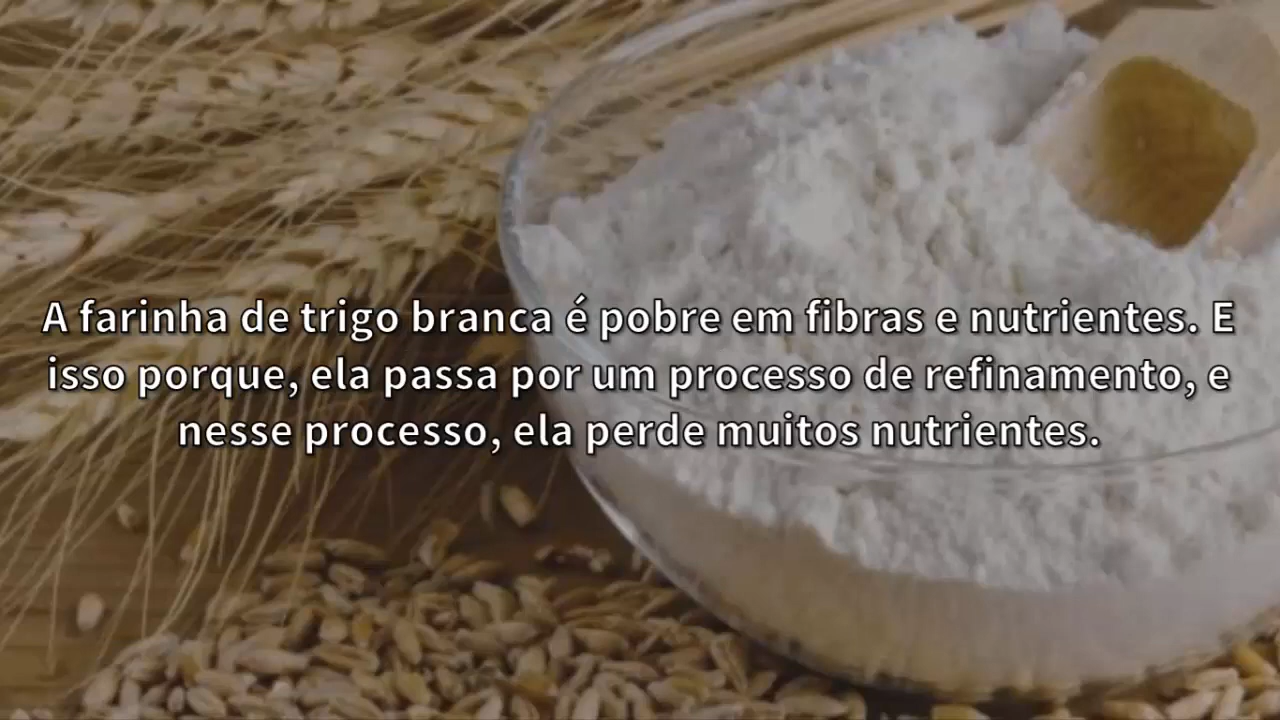 A farinha de trigo branca é pobre em fibras e nutrientes. E
isso porque, ela passa por um processo de refinamento, e
nesse processo, ela perde muitos nutrientes.